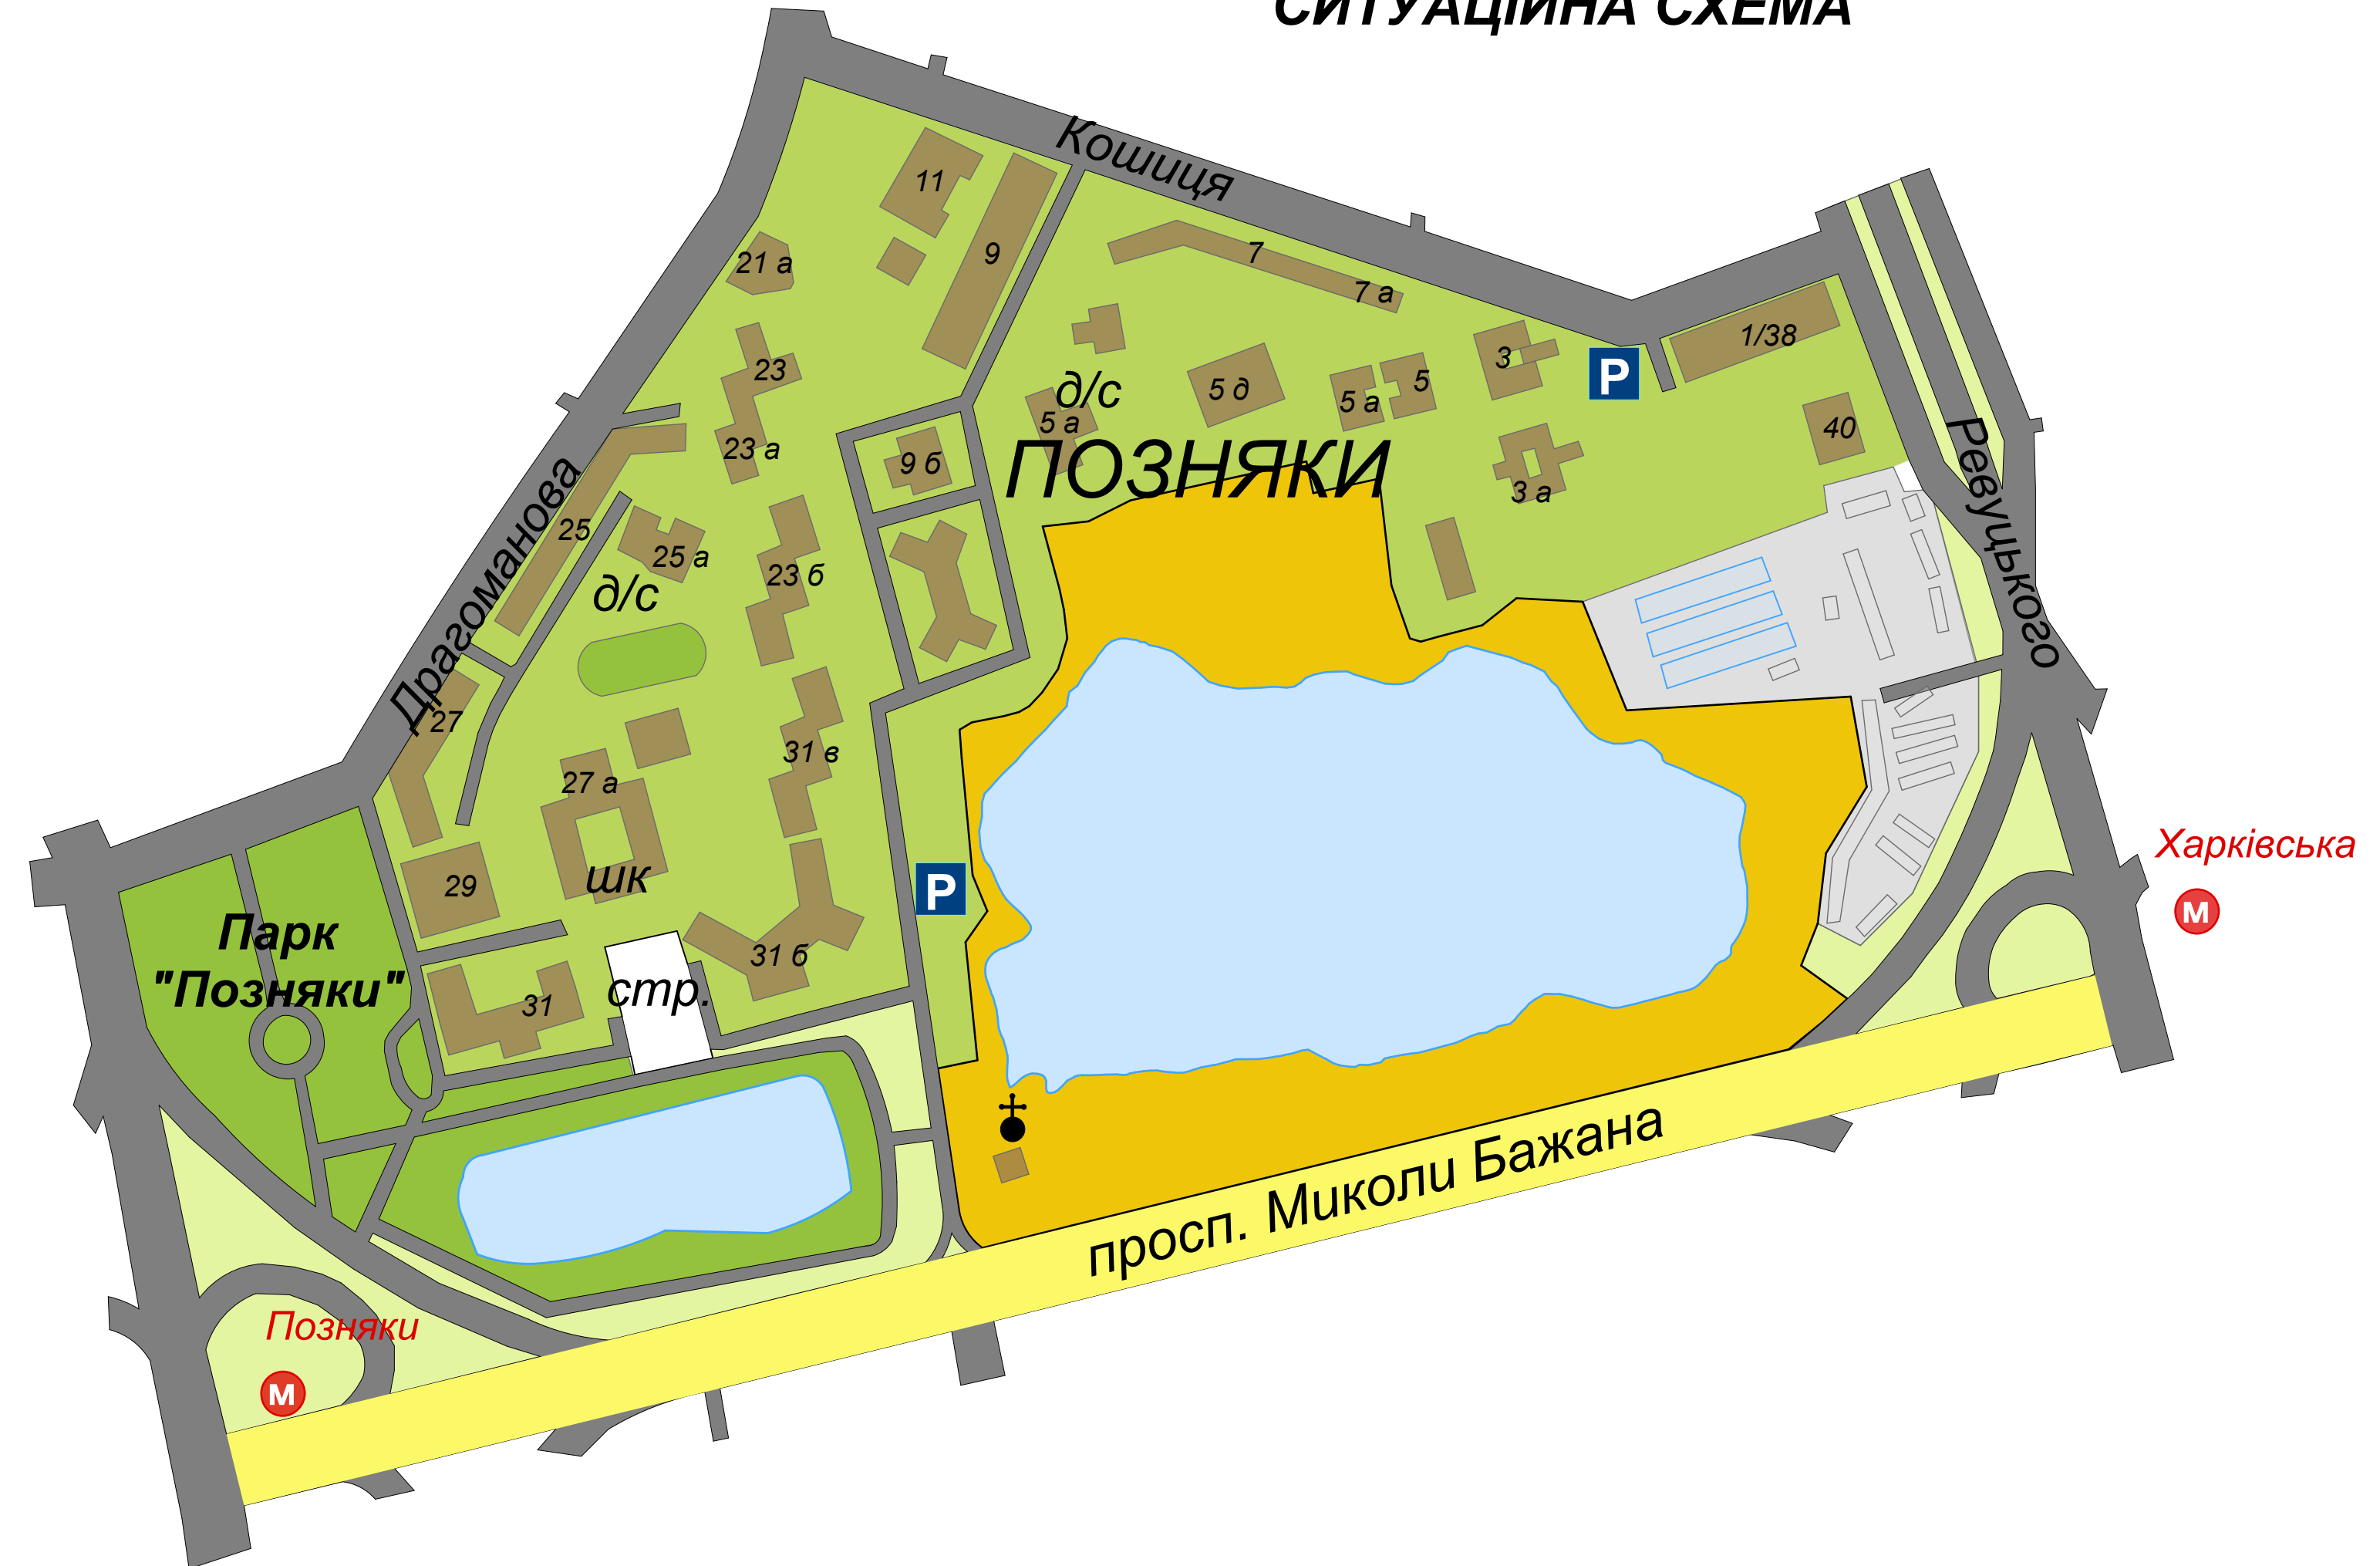 СИТУАЦІЙНА СХЕМА
Кошиця
11
9
21 а
7
7 а
1/38
23
д/с
5 а
5 д
5 а
5
3
P
40
23 а
9 б
ПОЗНЯКИ
3 а
Ревуцького
Драгоманова
25
25 а
23 б
д/с
27
31 в
27 а
29
шк
P
Харківська
М
Парк
"Позняки"
31 б
31
стр.
просп. Миколи Бажана
Позняки
М